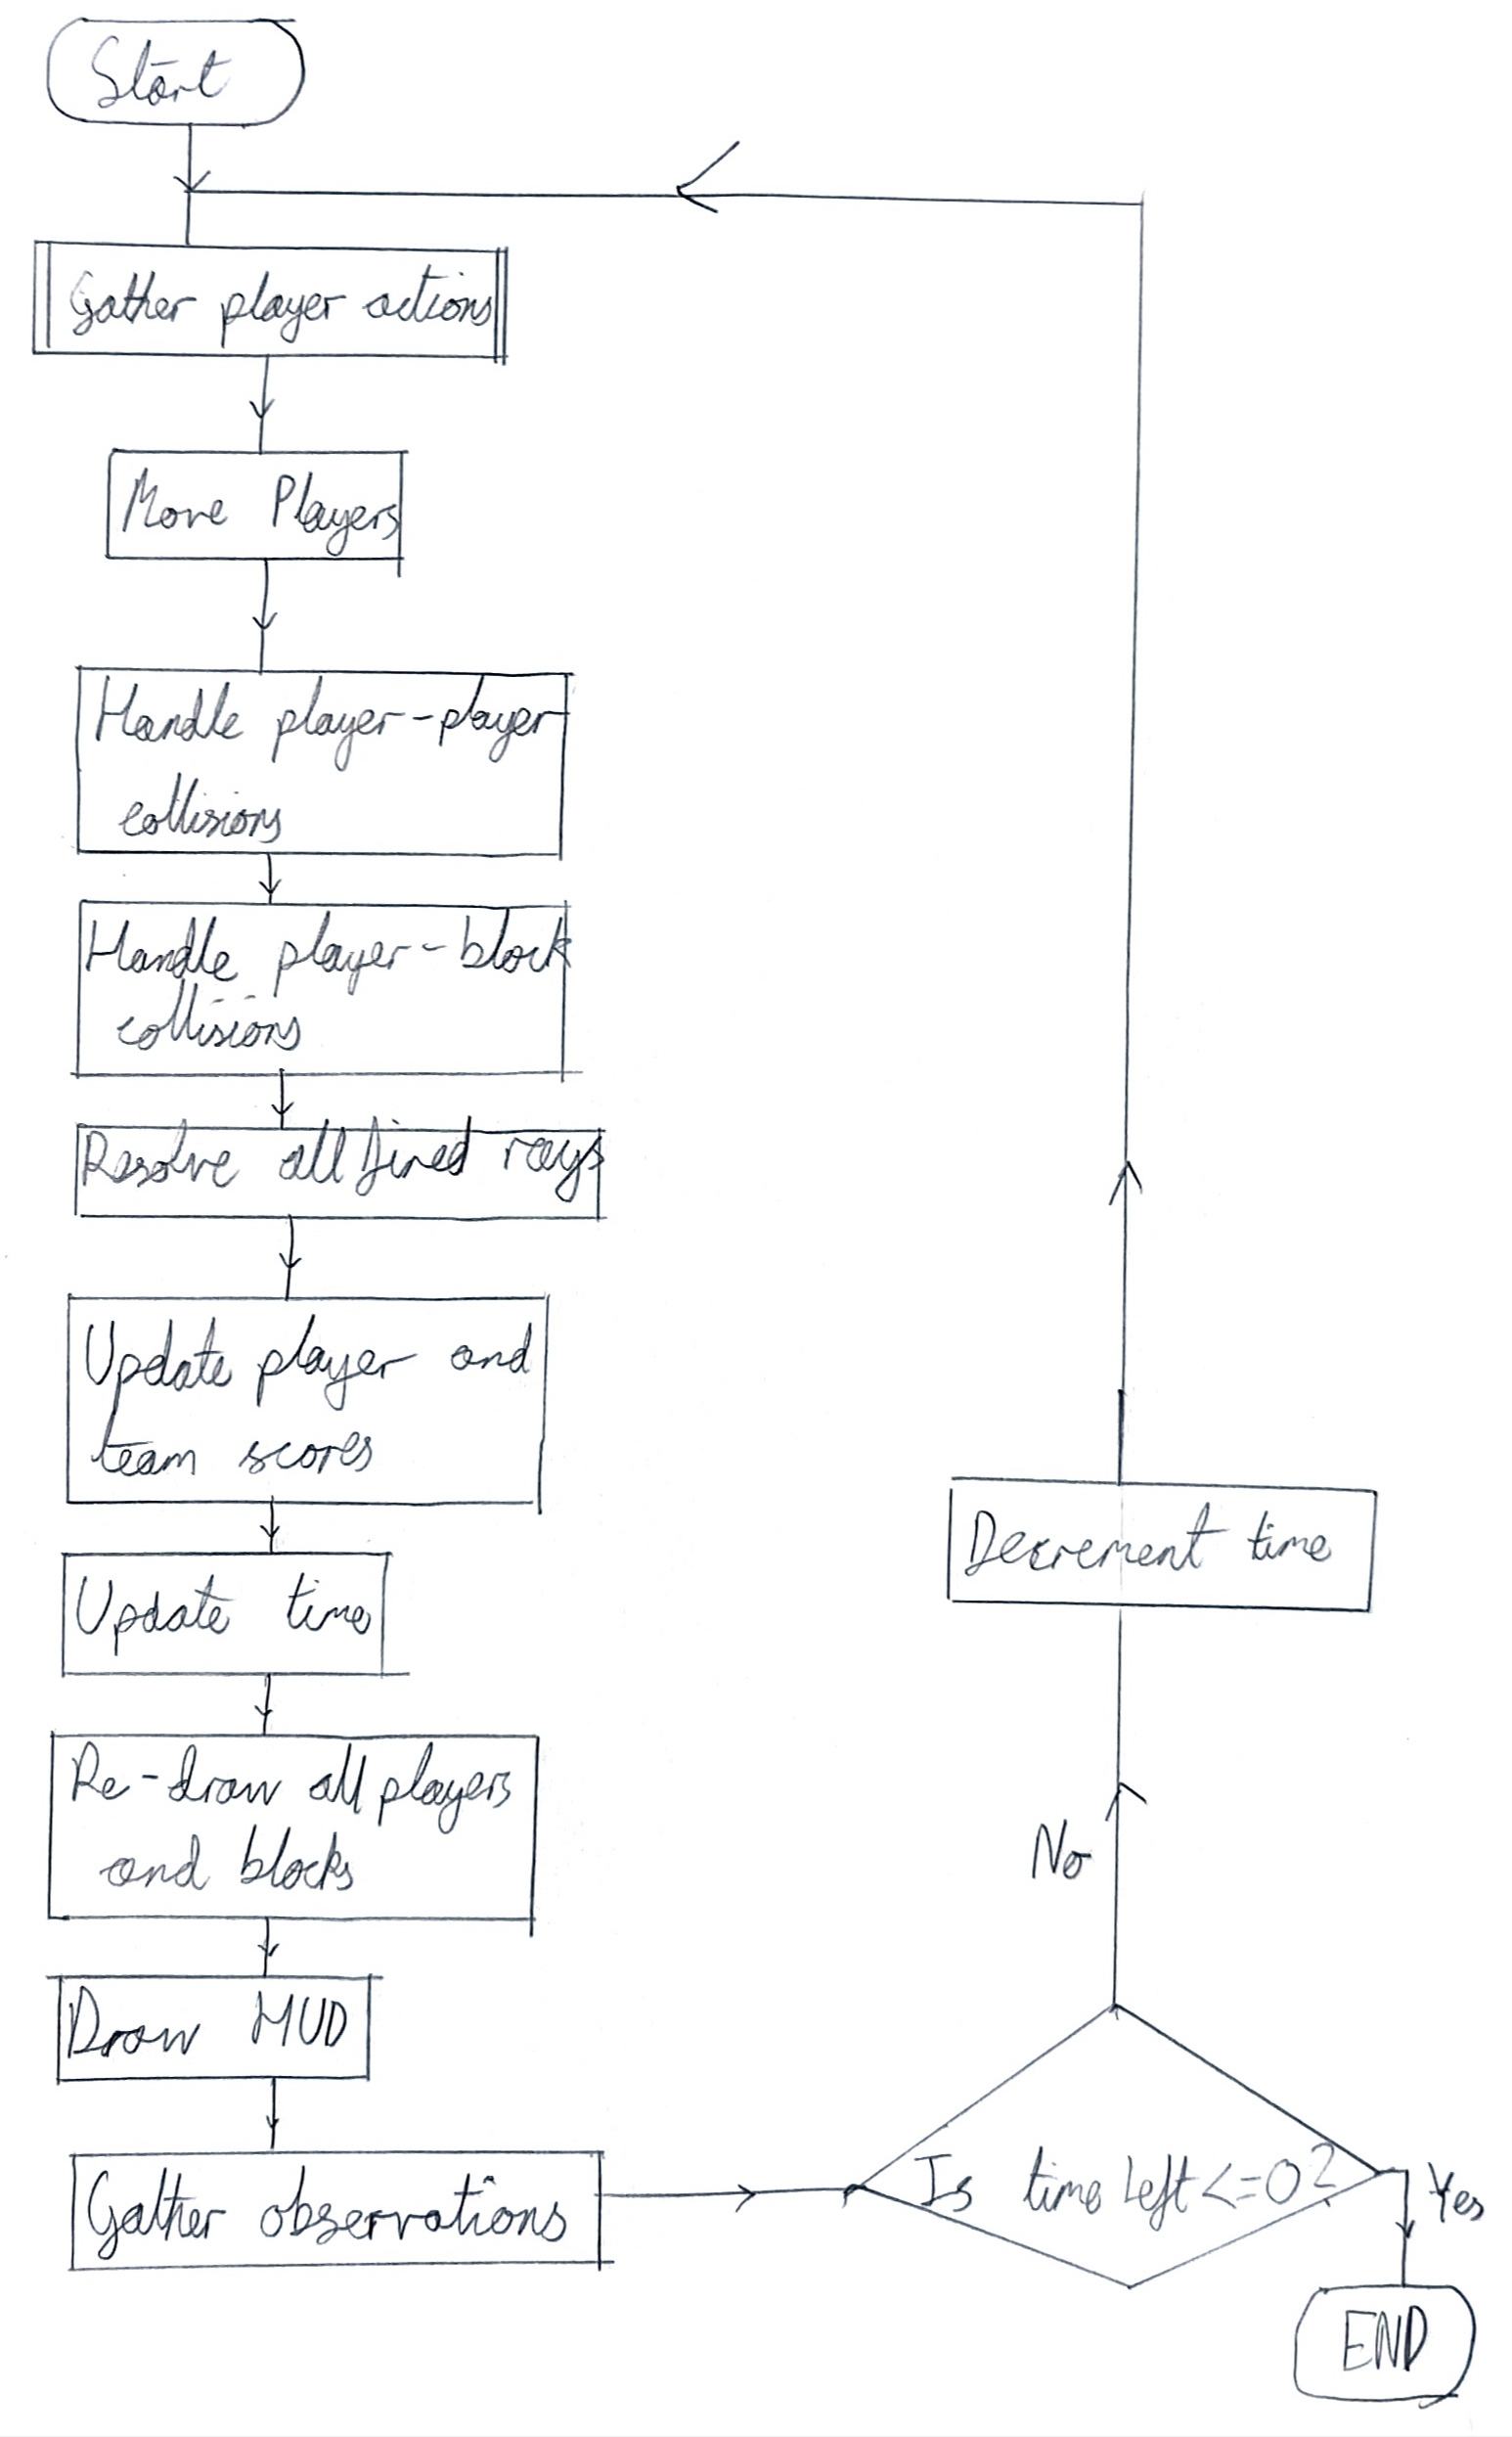 Start
Gather player actions
Move Players
Handle player-player
collisions
Handle player-block
collisions
Resolve all fired rays
Update player and
team scores
Update time
Re-draw all players
and blocks
Draw HUD
Gather observations
Is time left <=0?
No
Decrement time
Yes
END